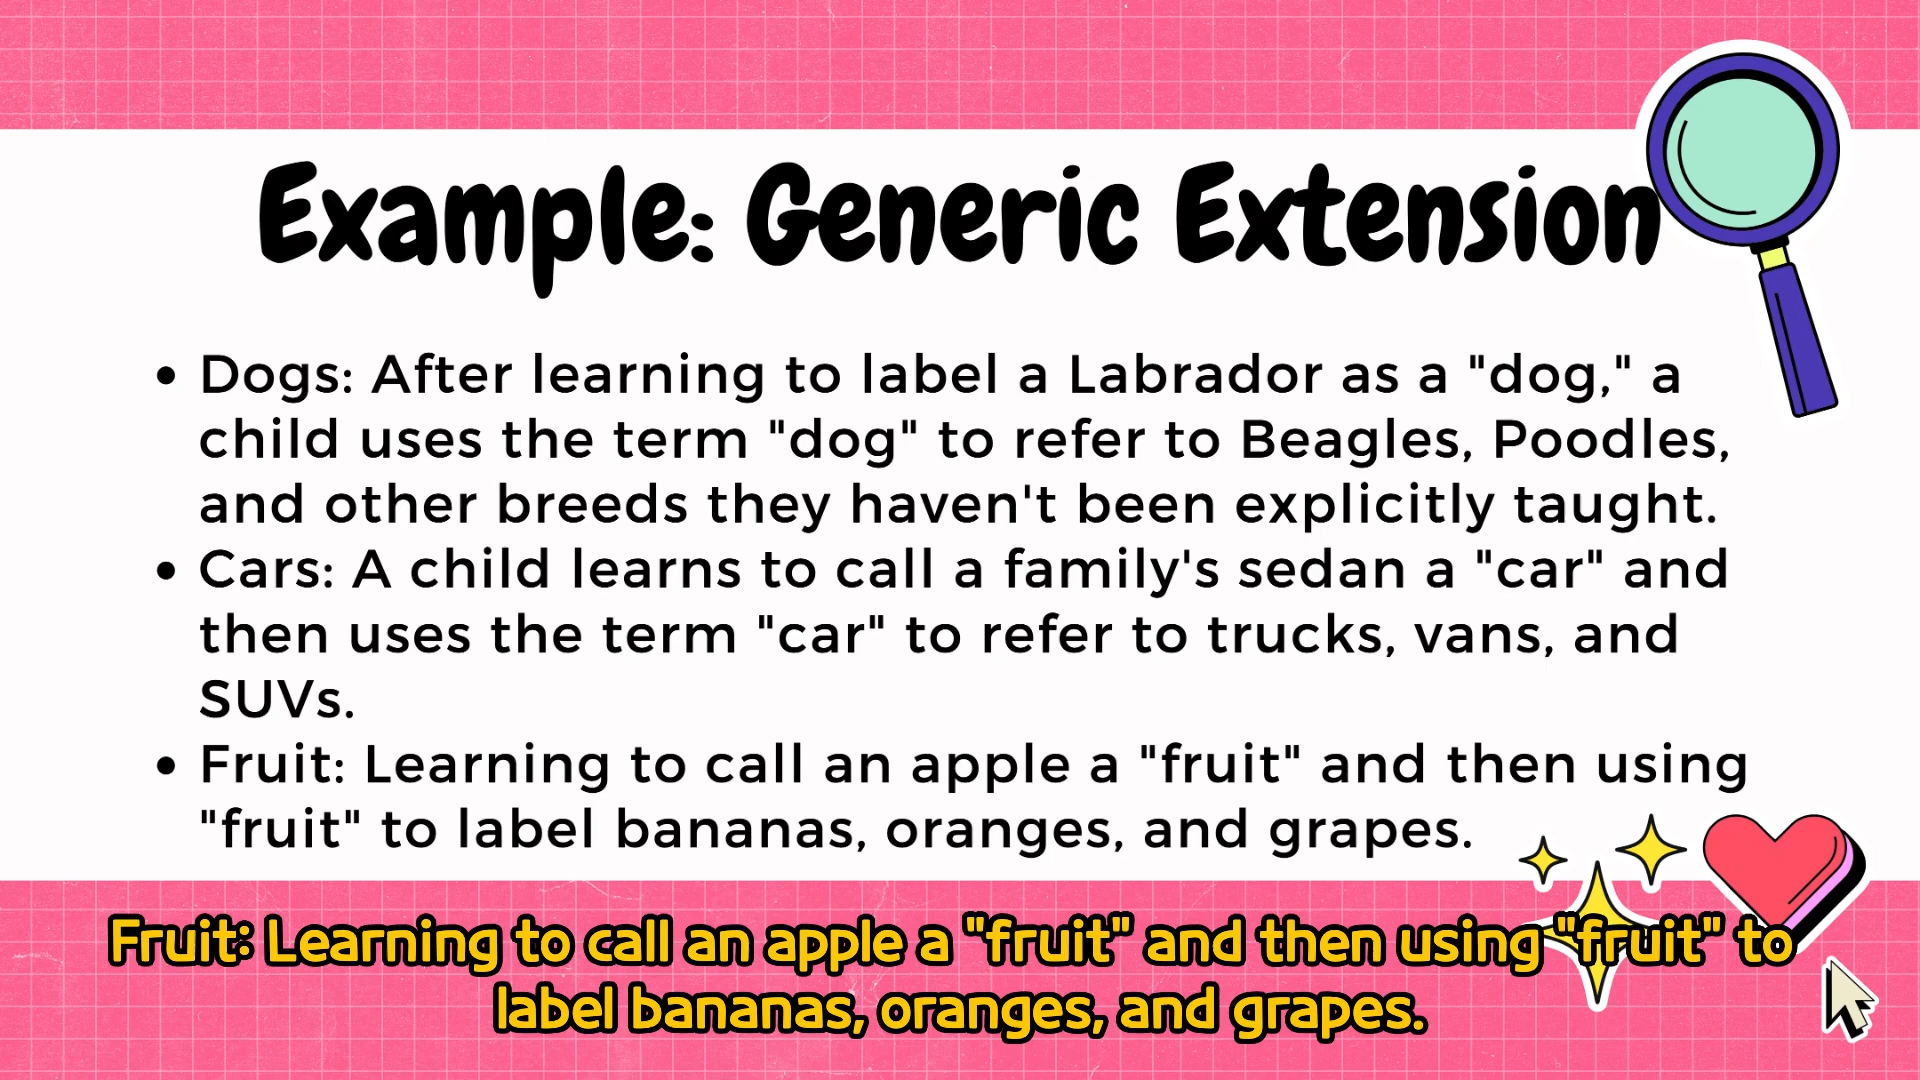 Example: Generic Extension
• Dogs: After learning to label a Labrador as a "dog," a
child uses the term "dog" to refer to Beagles, Poodles,
and other breeds they haven't been explicitly taught.
• Cars: A child learns to call a family's sedan a "car" and
then uses the term "car" to refer to trucks, vans, and
SUVs.
• Fruit: Learning to call an apple a "fruit" and then using
"fruit" to label bananas, oranges, and grapes.
Fruit: Learning to call an apple a "fruit" and then using "fruit" to
label bananas, oranges, and grapes.